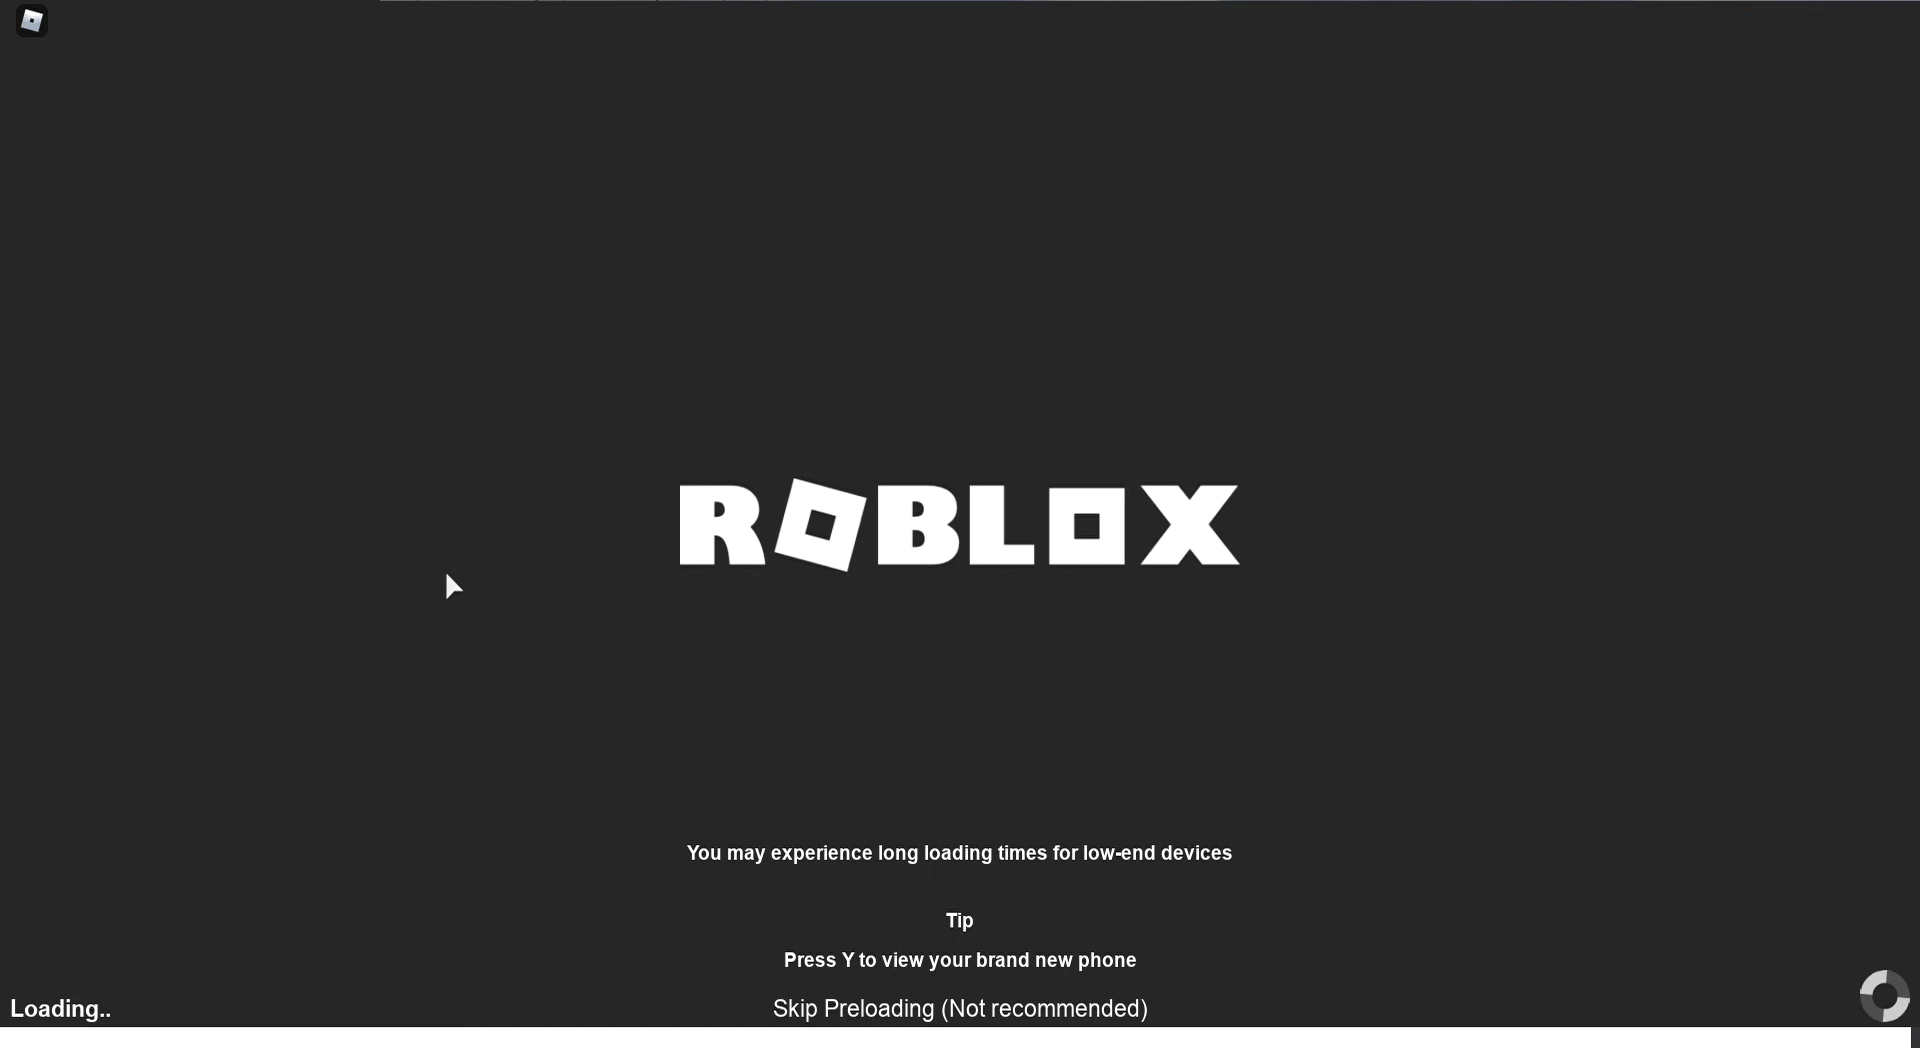 ROBLOX
You may experience long loading times for low-end devices
Tip
Press Y to view your brand new phone
Loading..
Skip Preloading (Not recommended)